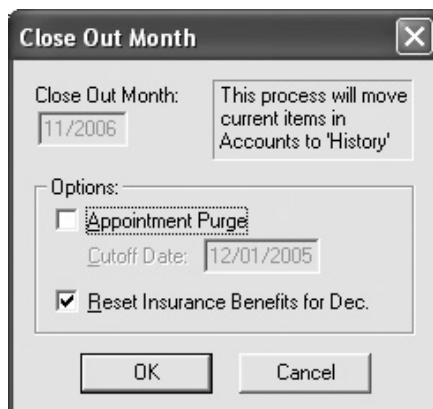 Close Out Month
Close Out Month:
11/2006
This process will move
current items in
Accounts to 'History'
Options:
Appointment Purge
Cutoff Date: 12/01/2005
Reset Insurance Benefits for Dec.
OK Cancel